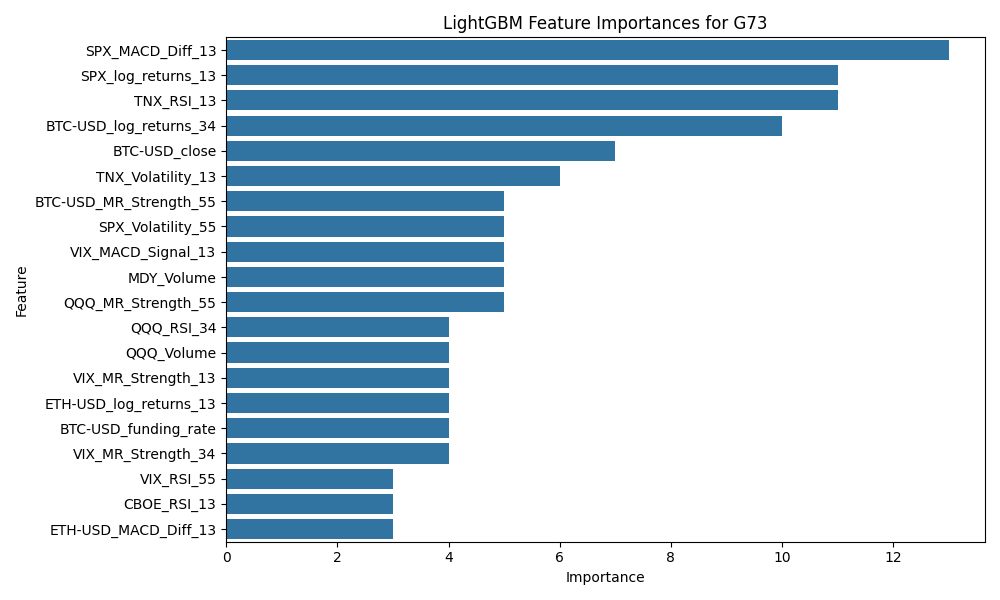 LightGBM Feature Importances for G73
SPX_MACD_Diff_13
SPX_log_returns_13
TNX_RSI_13
BTC-USD_log_returns_34
BTC-USD_close
TNX_Volatility_13
BTC-USD_MR_Strength_55
SPX_Volatility_55
VIX_MACD_Signal_13
MDY_Volume
QQQ_MR_Strength_55
QQQ_RSI_34
QQQ_Volume
VIX_MR_Strength_13
ETH-USD_log_returns_13
BTC-USD_funding_rate
VIX_MR_Strength_34
VIX_RSI_55
CBOE_RSI_13
ETH-USD_MACD_Diff_13
Feature
0 2 4 6 8 10 12
Importance